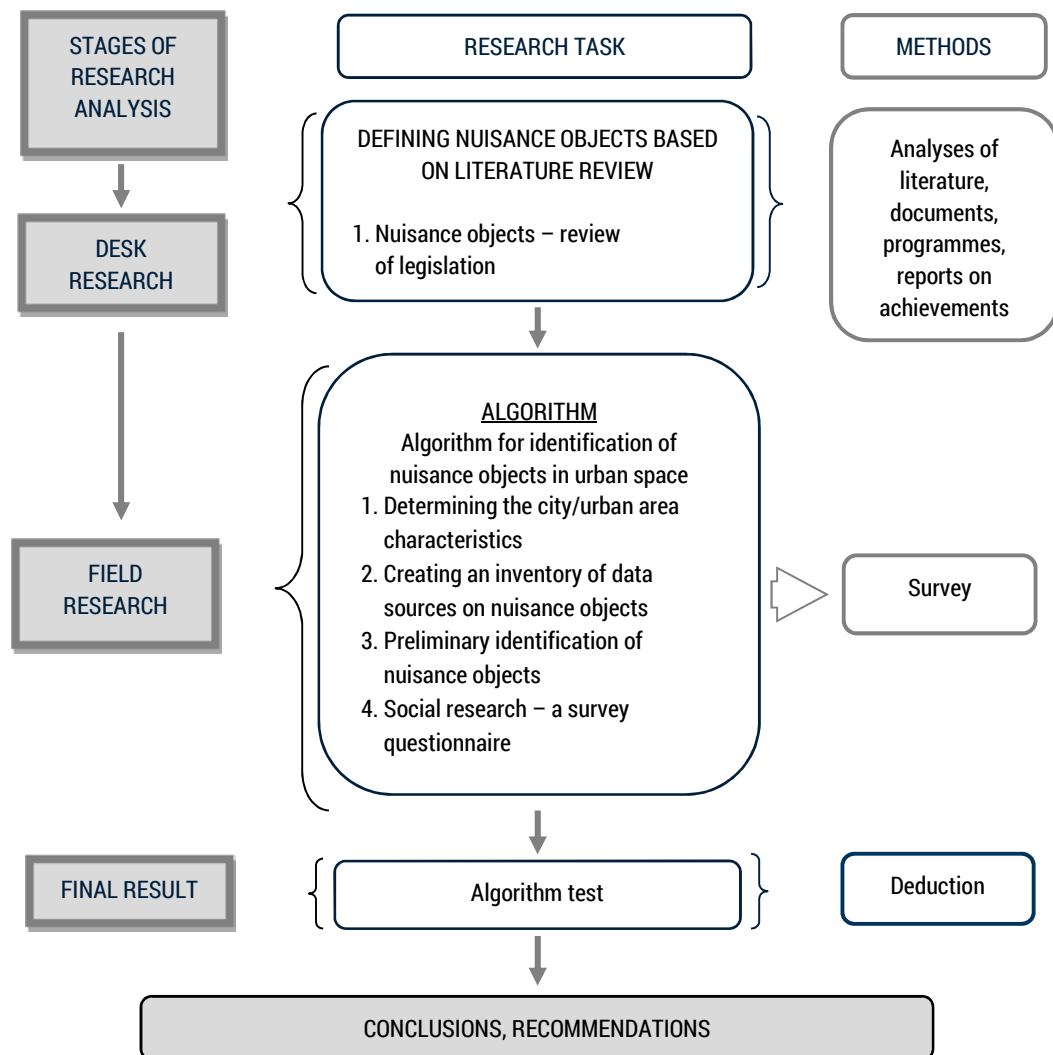 STAGES OF
RESEARCH
ANALYSIS
RESEARCH TASK
METHODS
DEFINING NUISANCE OBJECTS BASED
ON LITERATURE REVIEW
1. Nuisance objects – review
of legislation
Analyses of
literature,
documents,
programmes,
reports on
achievements
DESK
RESEARCH
ALGORITHM
Algorithm for identification of
nuisance objects in urban space
1. Determining the city/urban area
characteristics
2. Creating an inventory of data
sources on nuisance objects
3. Preliminary identification of
nuisance objects
4. Social research – a survey
questionnaire
FIELD
RESEARCH
Survey
FINAL RESULT
Algorithm test
Deduction
CONCLUSIONS, RECOMMENDATIONS